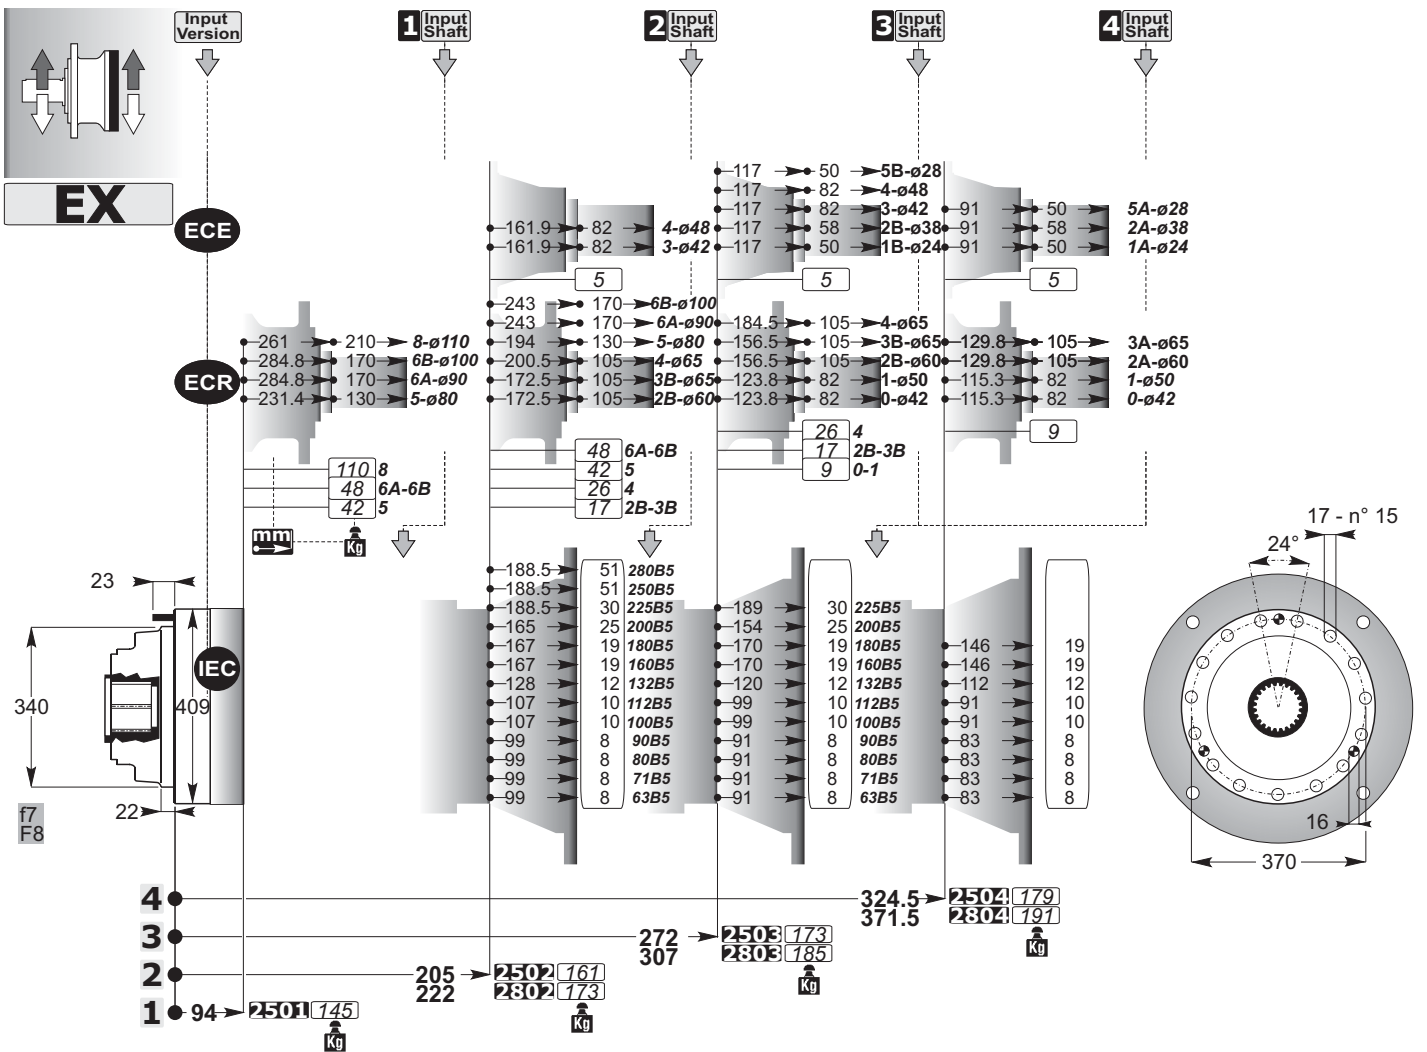 Input Version
1 Input Shaft
2 Input Shaft
3 Input Shaft
4 Input Shaft
EX
ECE
161.9 82 4-ø48
161.9 82 3-ø42
5
117 50 5B-ø28
117 82 4-ø48
117 82 3-ø42
117 58 2B-ø38
117 50 1B-ø24
5
91 50 5A-ø28
91 58 2A-ø38
91 50 1A-ø24
5
ECR
261 210 8-ø110
284.8 170 6B-ø100
284.8 170 6A-ø90
231.4 130 5-ø80
110 8
48 6A-6B
42 5
mm
Kg
243 170 6B-ø100
243 170 6A-ø90
194 130 5-ø80
200.5 105 4-ø65
172.5 105 3B-ø65
172.5 105 2B-ø60
48 6A-6B
42 5
26 4
17 2B-3B
184.5 105 4-ø65
156.5 105 3B-ø65
156.5 105 2B-ø60
123.8 82 1-ø50
123.8 82 0-ø42
26 4
17 2B-3B
9 0-1
129.8 105 3A-ø65
129.8 105 2A-ø60
115.3 82 1-ø50
115.3 82 0-ø42
9
IEC
23
340
409
22
f7
F8
188.5 51 280B5
188.5 51 250B5
188.5 30 225B5
165 25 200B5
167 19 180B5
167 19 160B5
128 12 132B5
107 10 112B5
107 10 100B5
99 8 90B5
99 8 80B5
99 8 71B5
99 8 63B5
189 30 225B5
154 25 200B5
170 19 180B5
170 19 160B5
120 12 132B5
99 10 112B5
99 10 100B5
91 8 90B5
91 8 80B5
91 8 71B5
91 8 63B5
146 19
146 19
112 12
91 10
91 10
83 8
83 8
83 8
83 8
17 - n° 15
24°
16
370
4 324.5 2504 179
371.5 2804 191
Kg
3 272 2503 173
307 2803 185
Kg
2 205 2502 161
222 2802 173
Kg
1 94 2501 145
Kg